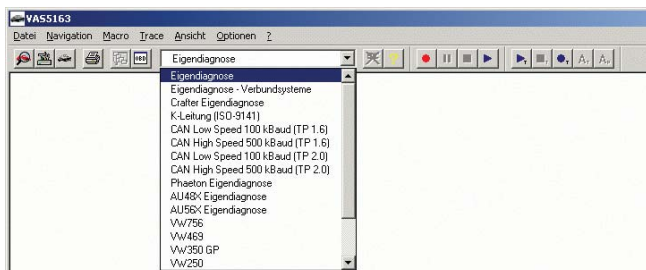 VAS5163
Datei Navigation Macro Trace Ansicht Optionen ?
OBD Eigendiagnose
Eigendiagnose
Eigendiagnose - Verbundsysteme
Crafter Eigendiagnose
K-Leitung (ISO-9141)
CAN Low Speed 100 kBaud (TP 1.6)
CAN High Speed 500 kBaud (TP 1.6)
CAN Low Speed 100 kBaud (TP 2.0)
CAN High Speed 500 kBaud (TP 2.0)
Phaeton Eigendiagnose
AU48X Eigendiagnose
AU56X Eigendiagnose
VW756
VW469
VW350 GP
VW250